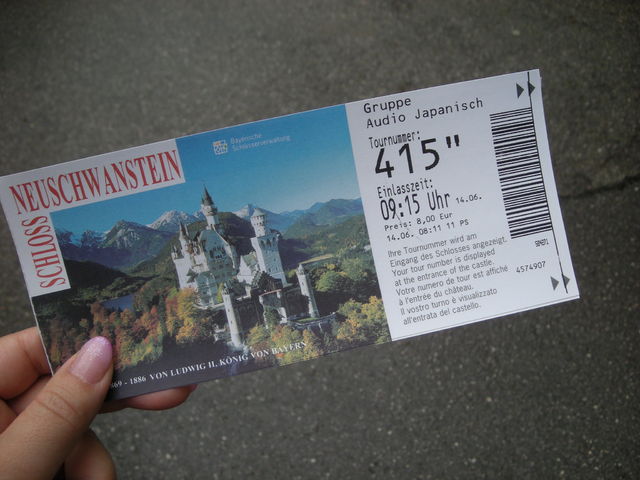 SCHLOSS
NEUSCHWANSTEIN
Bayerische
Schlösserverwaltung
69 - 1886 VON LUDWIG II. KÖNIG VON BAYERN
Gruppe
Audio Japanisch
Tournummer:
415"
Einlasszeit:
09:15 Uhr 14.06.
Preis: 8,00 Eur
14.06. 08:11 11 PS
Ihre Tournummer wird am
Eingang des Schlosses angezeigt.
Your tour number is displayed
at the entrance of the castle.
Votre numero de tour est affiché
à l'entrée du château.
Il vostro turno è visualizzato
all'entrata del castello.
4574907